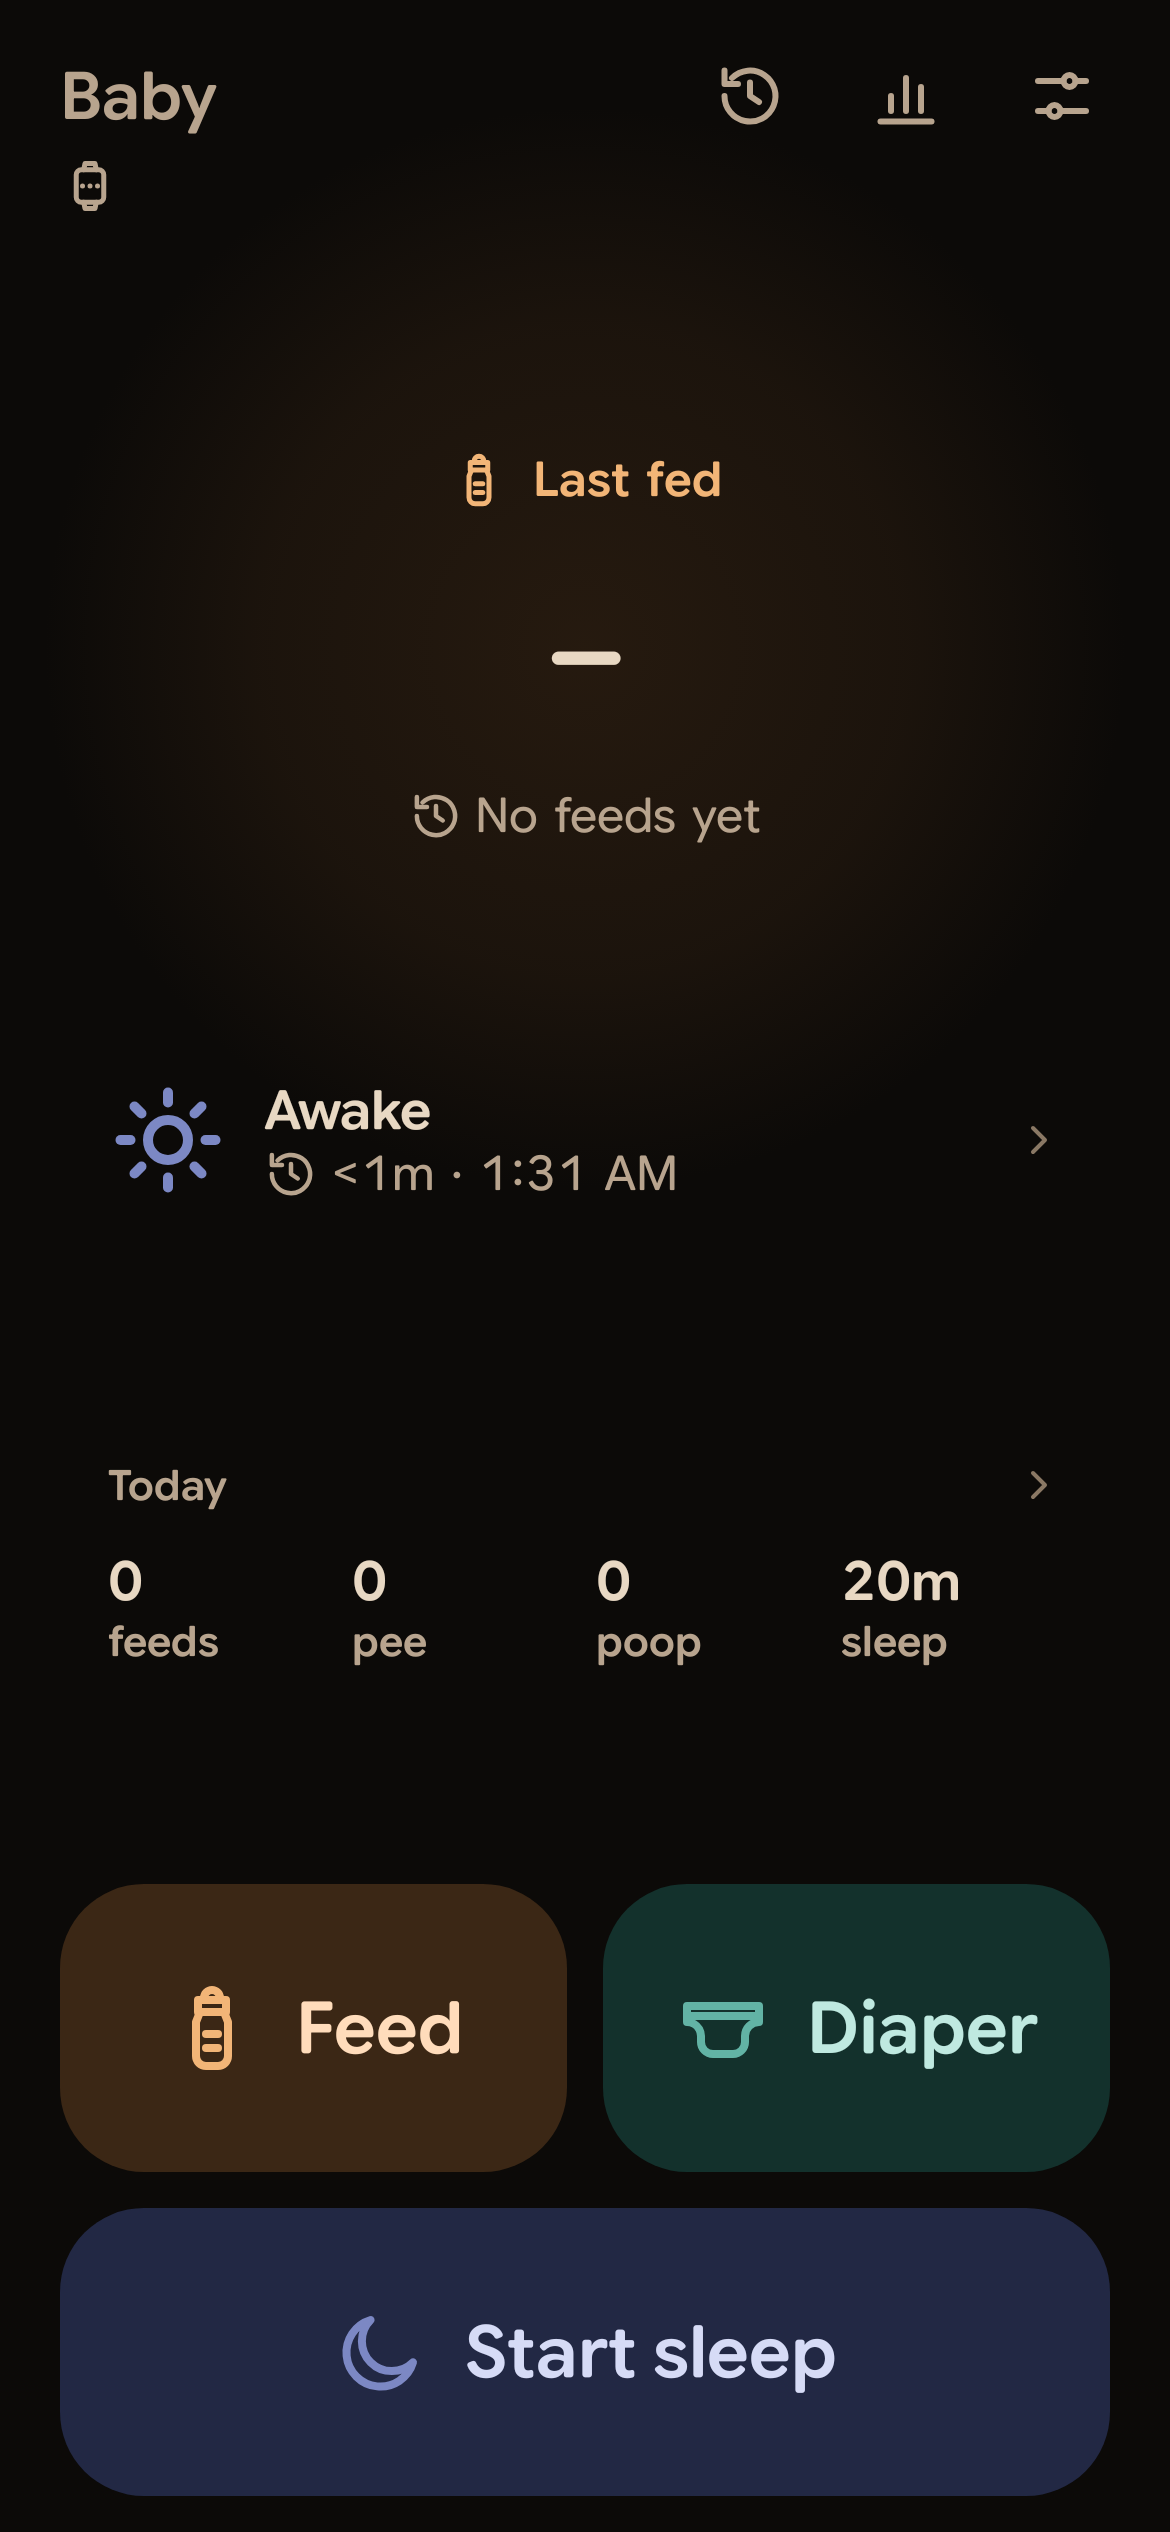 Baby
Last fed
–
No feeds yet
Awake
<1m · 1:31 AM
Today
0 0 0 20m
feeds pee poop sleep
Feed Diaper
Start sleep